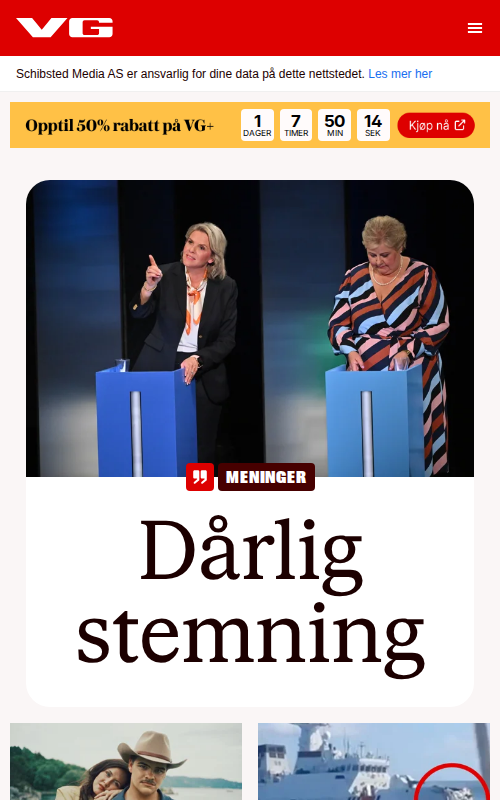 VG
Schibsted Media AS er ansvarlig for dine data på dette nettstedet. Les mer her
Opptil 50% rabatt på VG+
1 7 50 14
DAGER TIMER MIN SEK
Kjøp nå
MENINGER
Dårlig
stemning